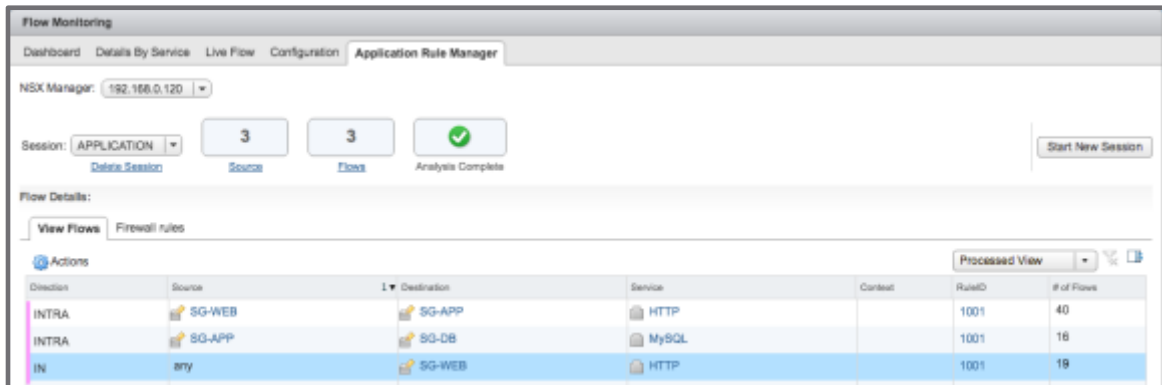 Flow Monitoring
Dashboard Details By Service Live Flow Configuration Application Rule Manager
NSX Manager: 192.168.0.120
Session: APPLICATION 3 3 Start New Session
Delete Session Source Flows Analysis Complete
Flow Details:
View Flows Firewall rules
Actions Processed View
Direction Source 1 Destination Service Context RuleID # of Flows
INTRA SG-WEB SG-APP HTTP 1001 40
INTRA SG-APP SG-DB MySQL 1001 16
IN any SG-WEB HTTP 1001 19